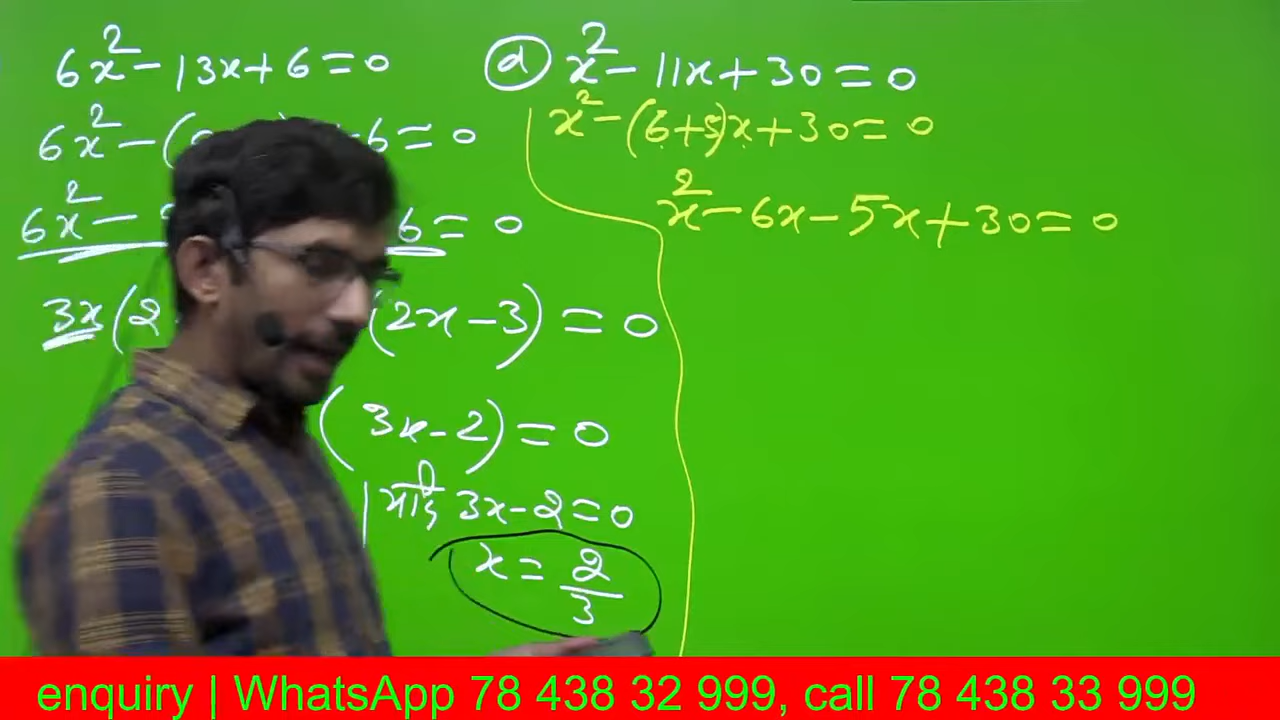 6x² - 13x + 6 = 0
6x² - ( 6 = 0
6x² - 6 = 0
3x(2 (2x - 3) = 0
(3x - 2) = 0
यदि 3x - 2 = 0
x = 2/3
(d) x² - 11x + 30 = 0
x² - (6+5)x + 30 = 0
x² - 6x - 5x + 30 = 0
enquiry | WhatsApp 78 438 32 999, call 78 438 33 999